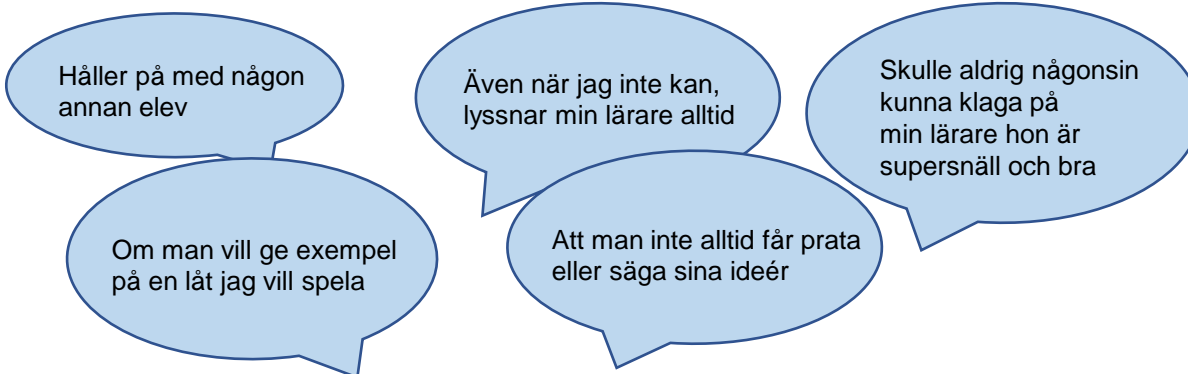 Håller på med någon
annan elev
Även när jag inte kan,
lyssnar min lärare alltid
Skulle aldrig någonsin
kunna klaga på
min lärare hon är
supersnäll och bra
Om man vill ge exempel
på en låt jag vill spela
Att man inte alltid får prata
eller säga sina ideér